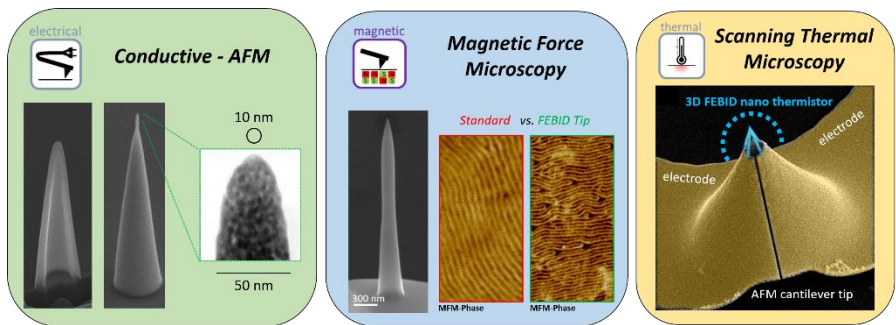 electrical
Conductive - AFM
10 nm
50 nm
magnetic
Magnetic Force
Microscopy
Standard vs. FEBID Tip
300 nm
MFM-Phase
MFM-Phase
thermal
Scanning Thermal
Microscopy
3D FEBID nano thermistor
electrode
electrode
AFM cantilever tip